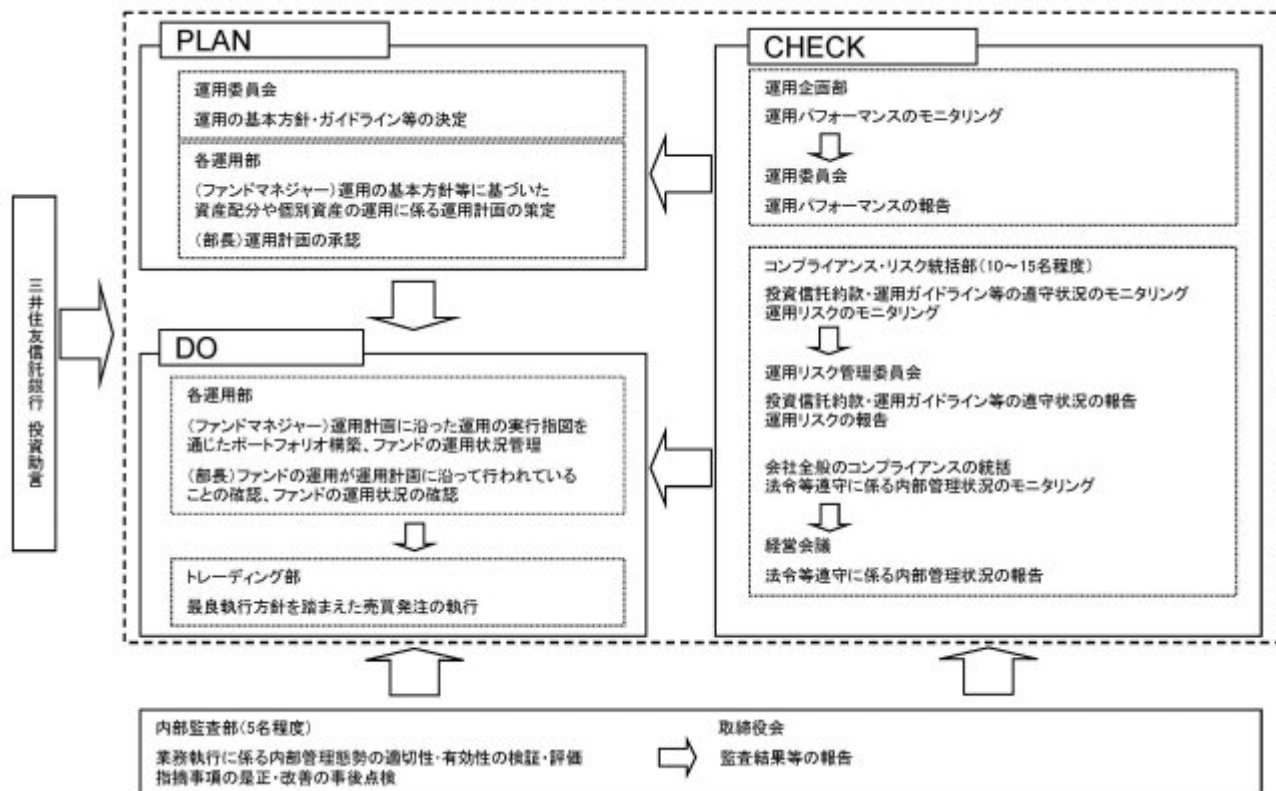 三井住友信託銀行 投資助言
PLAN
運用委員会
運用の基本方針・ガイドライン等の決定
各運用部
(ファンドマネジャー)運用の基本方針等に基づいた
資産配分や個別資産の運用に係る運用計画の策定
(部長)運用計画の承認
DO
各運用部
(ファンドマネジャー)運用計画に沿った運用の実行指図を
通じたポートフォリオ構築、ファンドの運用状況管理
(部長)ファンドの運用が運用計画に沿って行われている
ことの確認、ファンドの運用状況の確認
トレーディング部
最良執行方針を踏まえた売買発注の執行
CHECK
運用企画部
運用パフォーマンスのモニタリング
運用委員会
運用パフォーマンスの報告
コンプライアンス・リスク統括部(10～15名程度)
投資信託約款・運用ガイドライン等の遵守状況のモニタリング
運用リスクのモニタリング
運用リスク管理委員会
投資信託約款・運用ガイドライン等の遵守状況の報告
運用リスクの報告
会社全般のコンプライアンスの統括
法令等遵守に係る内部管理状況のモニタリング
経営会議
法令等遵守に係る内部管理状況の報告
内部監査部(5名程度)
業務執行に係る内部管理態勢の適切性・有効性の検証・評価
指摘事項の是正・改善の事後点検
取締役会
監査結果等の報告